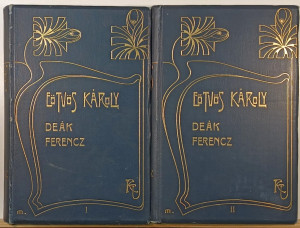 EÖTVÖS KÁROLY
DEÁK
FERENCZ
I
EÖTVÖS KÁROLY
DEÁK
FERENCZ
II